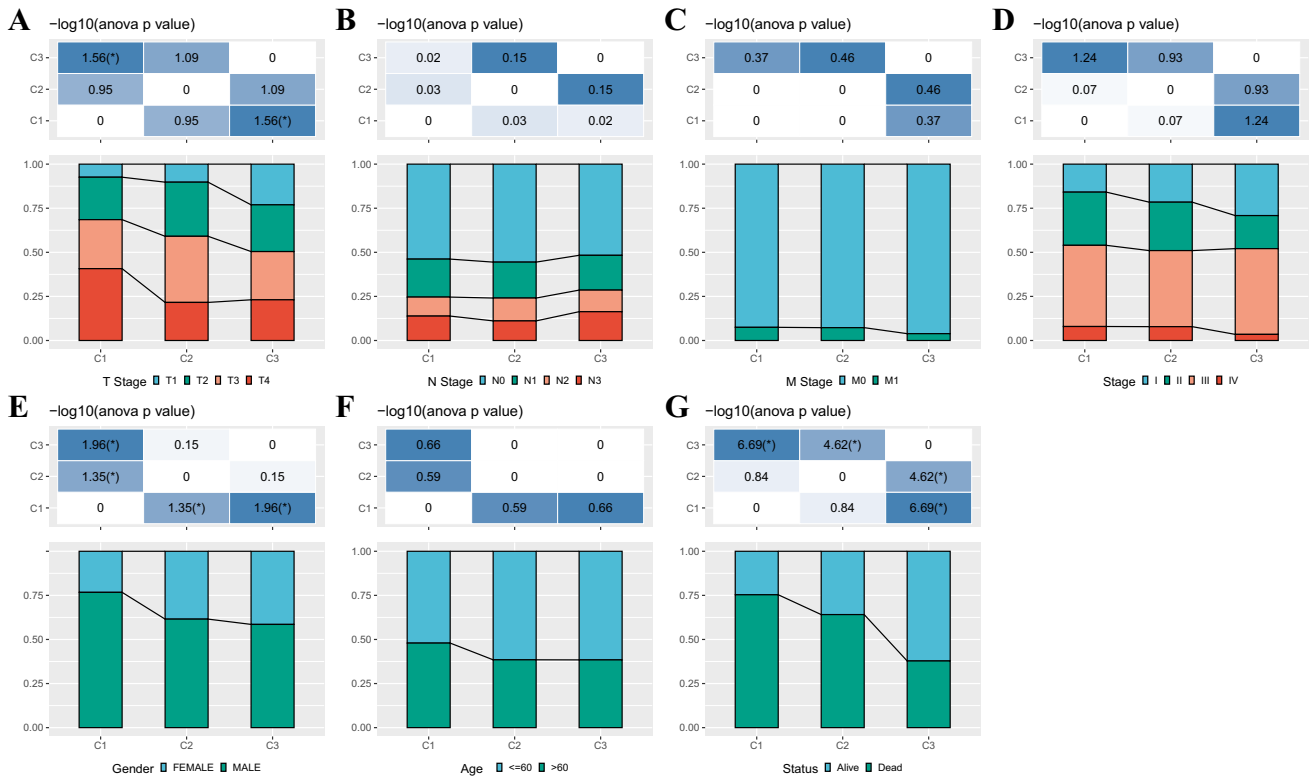 A
−log10(anova p value)
C3 1.56(*) 1.09 0
C2 0.95 0 1.09
C1 0 0.95 1.56(*)
1.00
0.75
0.50
0.25
0.00
C1 C2 C3
T Stage T1 T2 T3 T4
B
−log10(anova p value)
C3 0.02 0.15 0
C2 0.03 0 0.15
C1 0 0.03 0.02
1.00
0.75
0.50
0.25
0.00
C1 C2 C3
N Stage N0 N1 N2 N3
C
−log10(anova p value)
C3 0.37 0.46 0
C2 0 0 0.46
C1 0 0 0.37
1.00
0.75
0.50
0.25
0.00
C1 C2 C3
M Stage M0 M1
D
−log10(anova p value)
C3 1.24 0.93 0
C2 0.07 0 0.93
C1 0 0.07 1.24
1.00
0.75
0.50
0.25
0.00
C1 C2 C3
Stage I II III IV
E
−log10(anova p value)
C3 1.96(*) 0.15 0
C2 1.35(*) 0 0.15
C1 0 1.35(*) 1.96(*)
1.00
0.75
0.50
0.25
0.00
C1 C2 C3
Gender FEMALE MALE
F
−log10(anova p value)
C3 0.66 0 0
C2 0.59 0 0
C1 0 0.59 0.66
1.00
0.75
0.50
0.25
0.00
C1 C2 C3
Age <=60 >60
G
−log10(anova p value)
C3 6.69(*) 4.62(*) 0
C2 0.84 0 4.62(*)
C1 0 0.84 6.69(*)
1.00
0.75
0.50
0.25
0.00
C1 C2 C3
Status Alive Dead